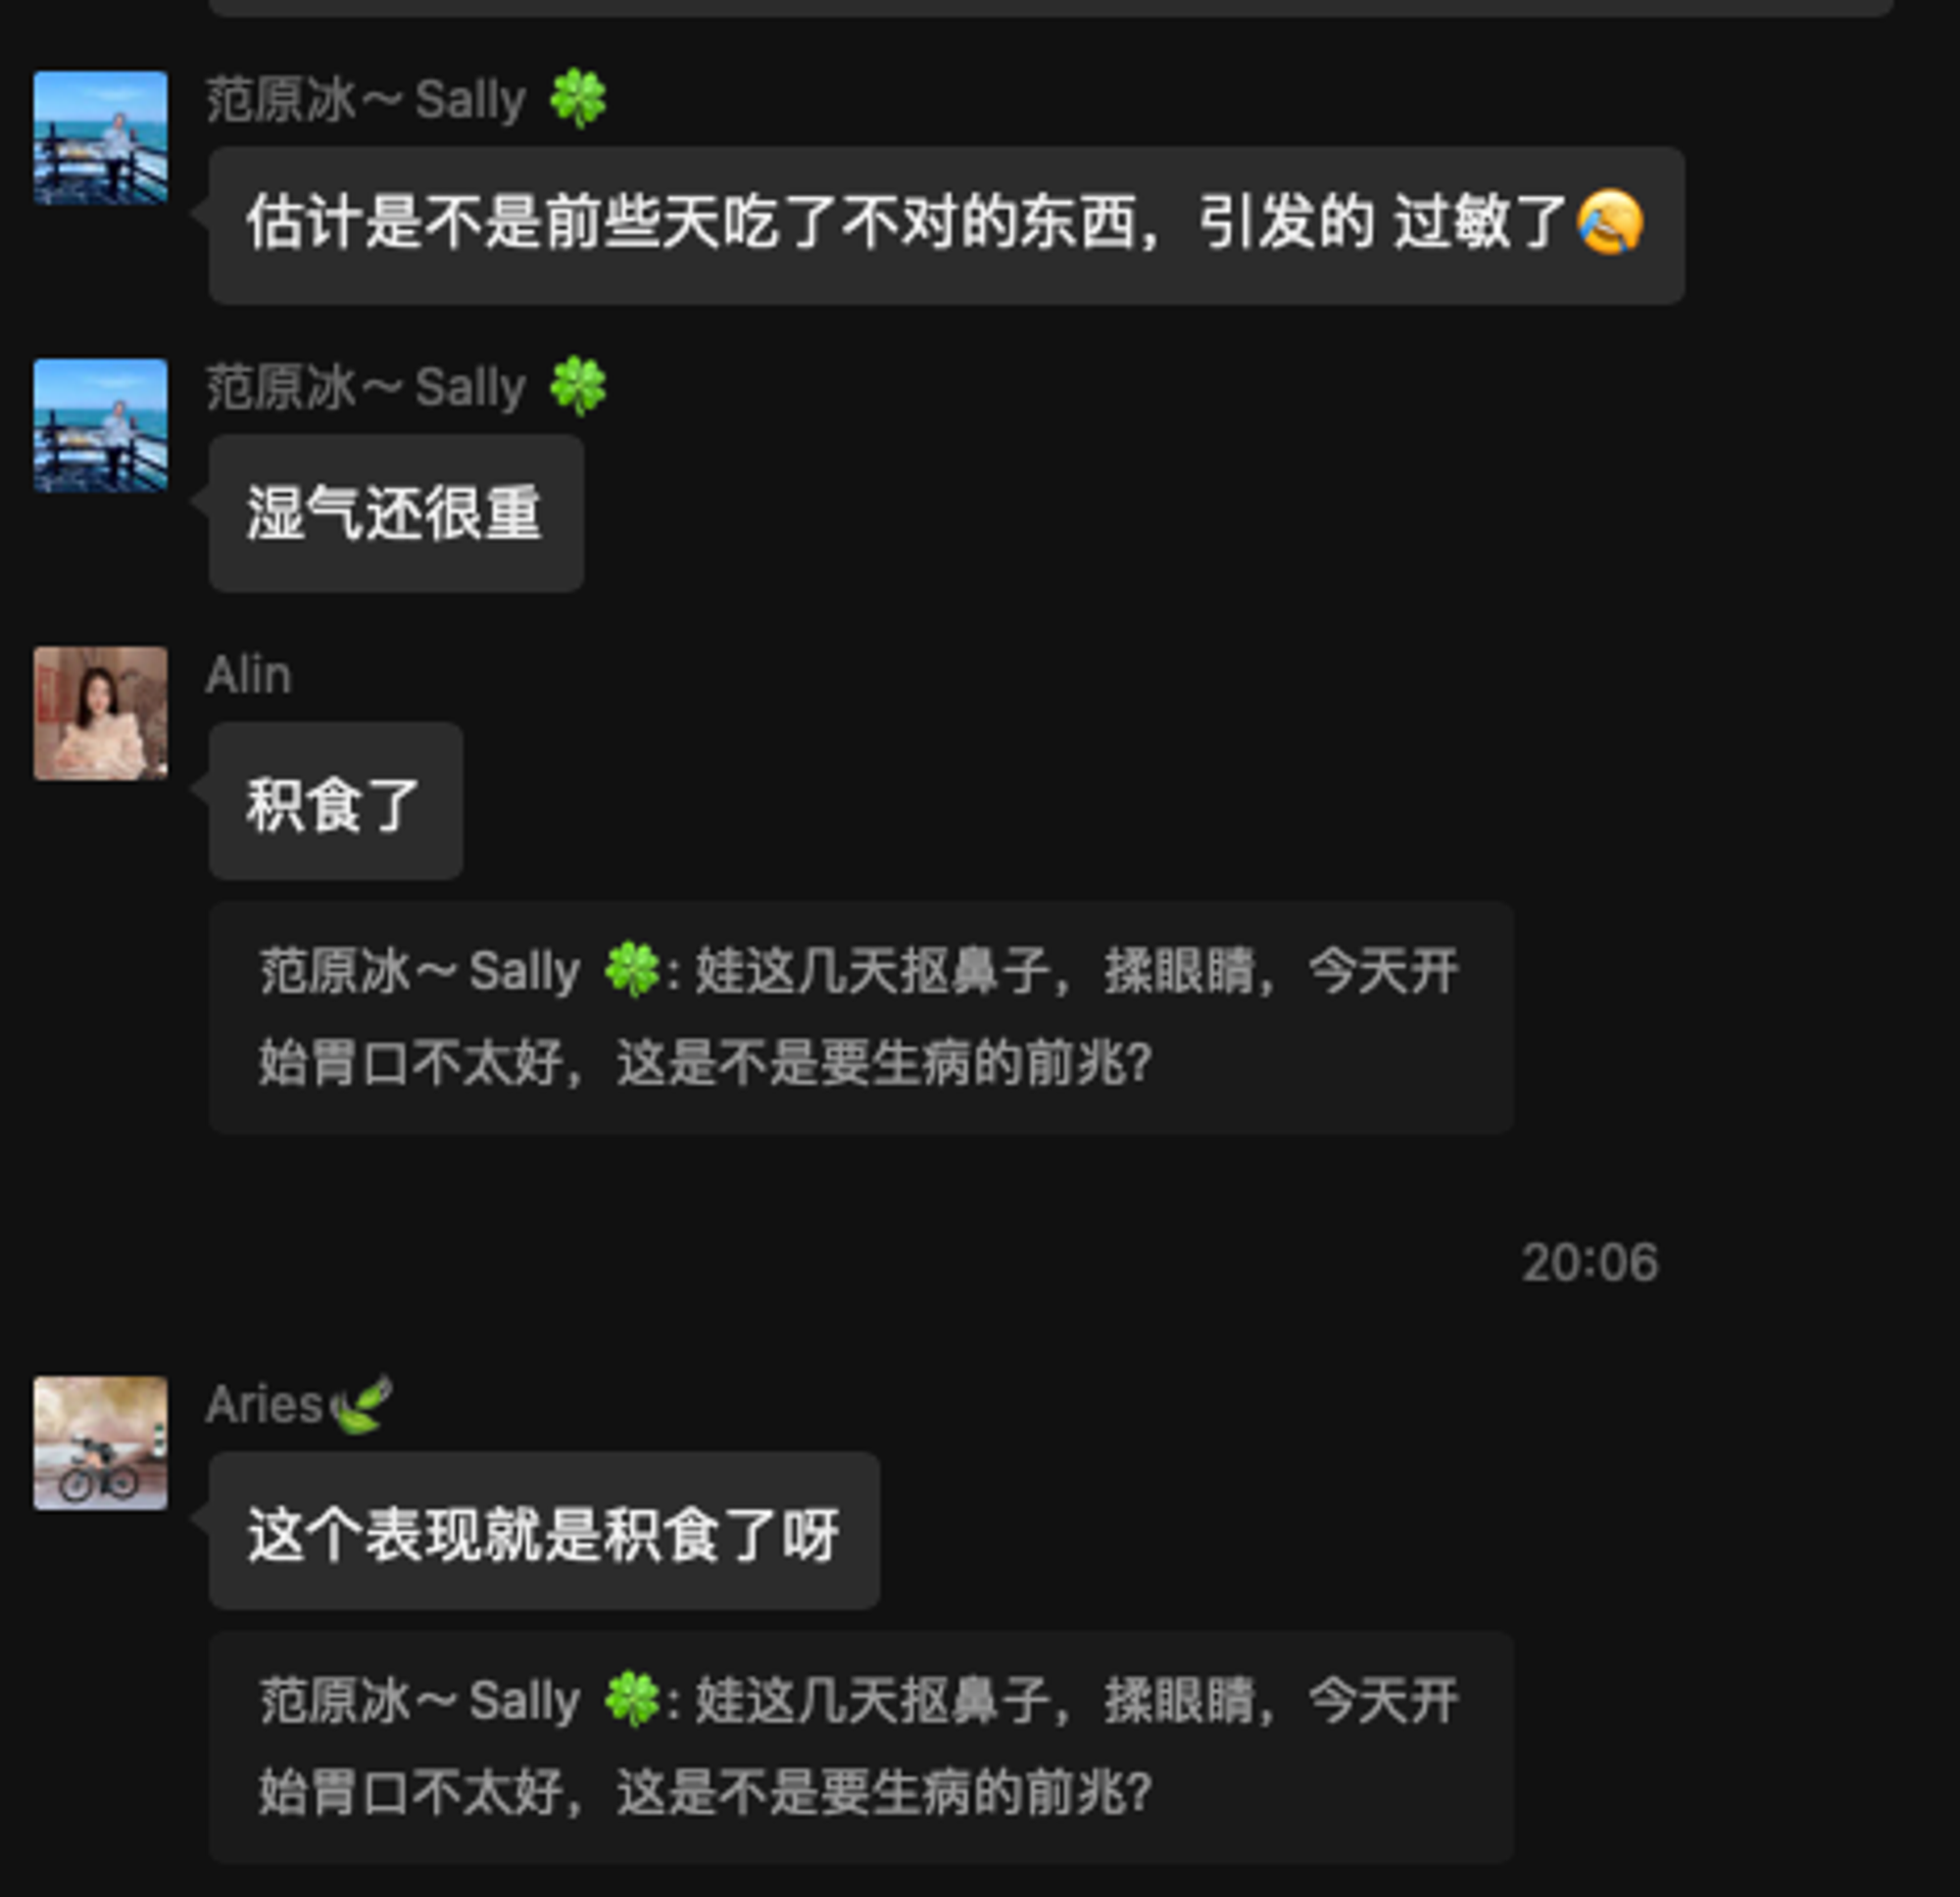 范原冰～Sally 🍀
估计是不是前些天吃了不对的东西，引发的 过敏了🤦
范原冰～Sally 🍀
湿气还很重
Alin
积食了
范原冰～Sally 🍀: 娃这几天抠鼻子，揉眼睛，今天开
始胃口不太好，这是不是要生病的前兆?
20:06
Aries🌿
这个表现就是积食了呀
范原冰～Sally 🍀: 娃这几天抠鼻子，揉眼睛，今天开
始胃口不太好，这是不是要生病的前兆?